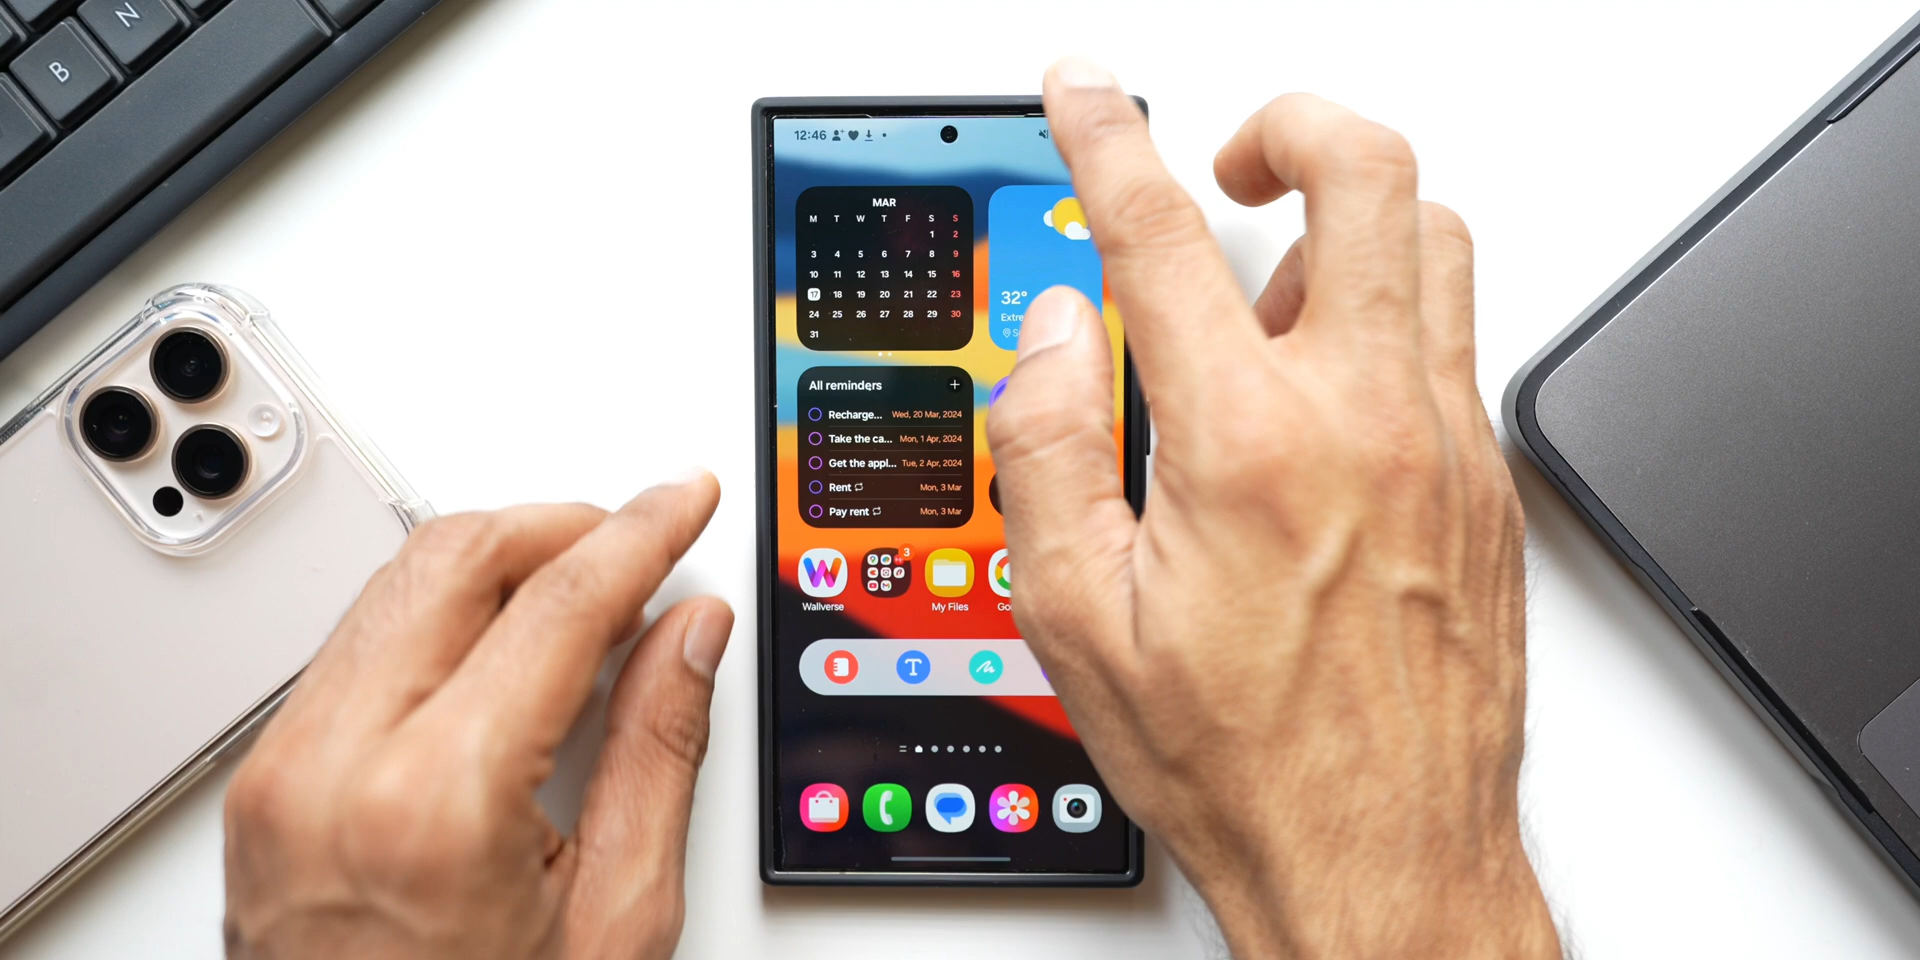 N
B
12:46
MAR
M T W T F S S
1 2
3 4 5 6 7 8 9
10 11 12 13 14 15 16
17 18 19 20 21 22 23
24 25 26 27 28 29 30
31
32°
Extre
All reminders +
Recharge... Wed, 20 Mar, 2024
Take the ca... Mon, 1 Apr, 2024
Get the appl... Tue, 2 Apr, 2024
Rent Mon, 3 Mar
Pay rent Mon, 3 Mar
W
3
Wallverse
My Files
Go
T